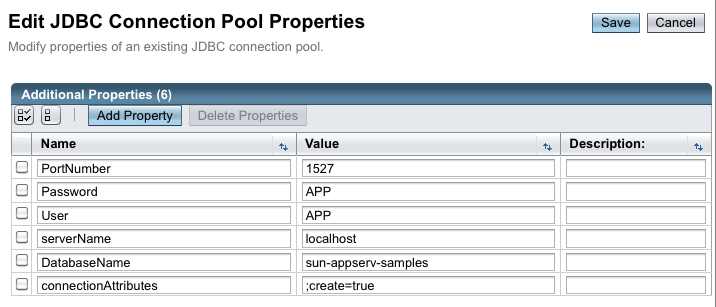 Edit JDBC Connection Pool Properties
Save Cancel
Modify properties of an existing JDBC connection pool.
Additional Properties (6)
Add Property Delete Properties
Name Value Description:
PortNumber 1527
Password APP
User APP
serverName localhost
DatabaseName sun-appserv-samples
connectionAttributes ;create=true